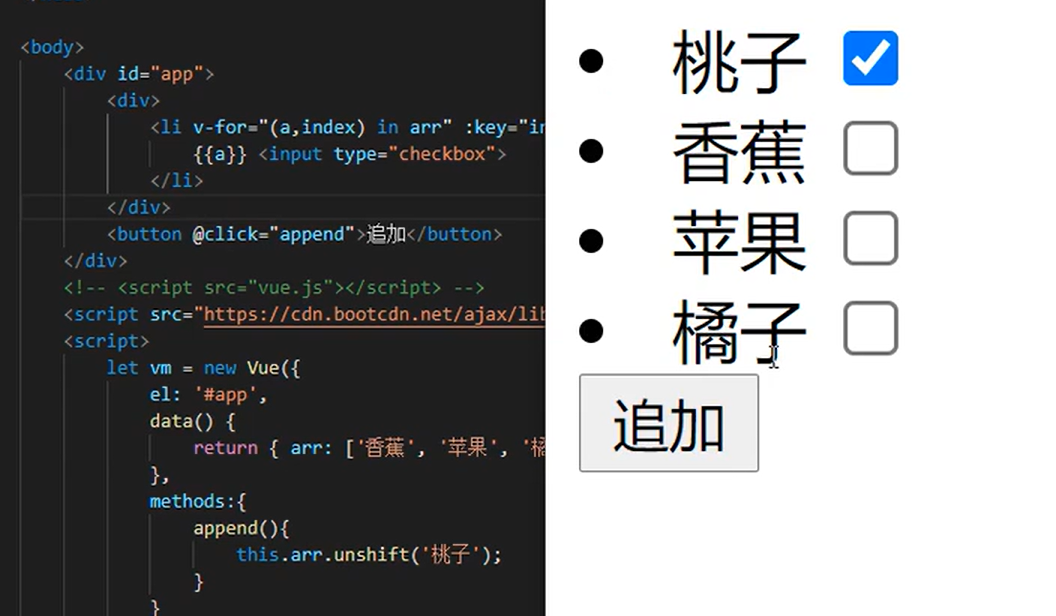 <body>
<div id="app">
<div>
<li v-for="(a,index) in arr" :key="in
{{a}} <input type="checkbox">
</li>
</div>
<button @click="append">追加</button>
</div>
<!-- <script src="vue.js"></script> -->
<script src="https://cdn.bootcdn.net/ajax/lib
<script>
let vm = new Vue({
el: '#app',
data() {
return { arr: ['香蕉', '苹果', '橘
},
methods:{
append(){
this.arr.unshift('桃子');
}
}
桃子
香蕉
苹果
橘子
追加